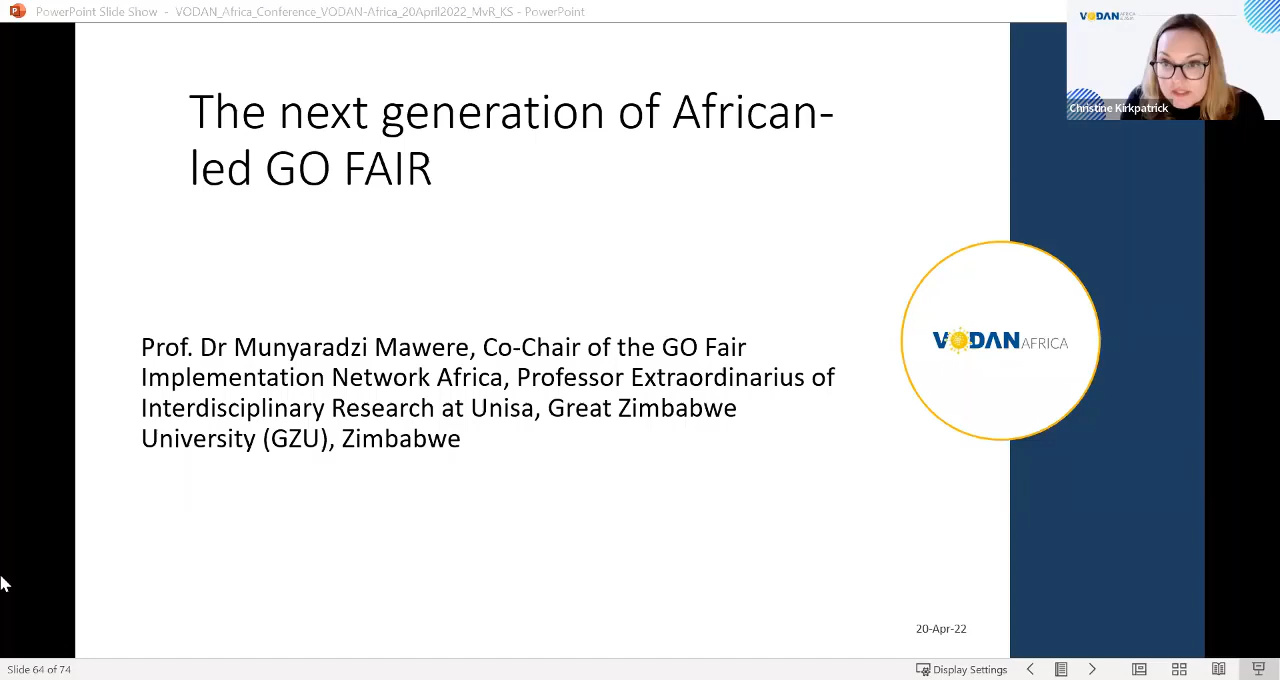 PowerPoint Slide Show - VODAN_Africa_Conference_VODAN-Africa_20April2022_MvR_KS - PowerPoint
VODAN AFRICA
Christine Kirkpatrick
The next generation of African-
led GO FAIR
VODAN AFRICA
Prof. Dr Munyaradzi Mawere, Co-Chair of the GO Fair
Implementation Network Africa, Professor Extraordinarius of
Interdisciplinary Research at Unisa, Great Zimbabwe
University (GZU), Zimbabwe
20-Apr-22
Slide 64 of 74
Display Settings